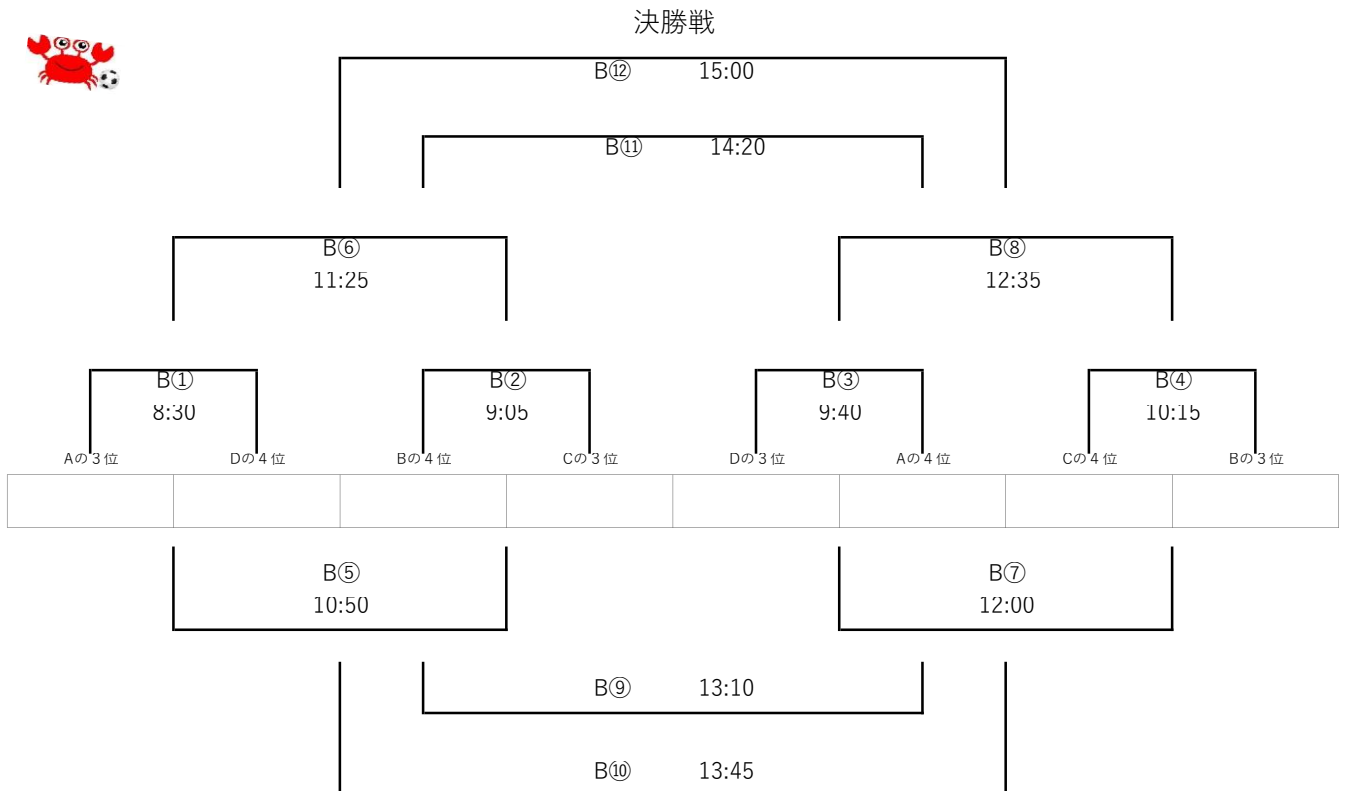 決勝戦
B⑫ 15:00
B⑪ 14:20
B⑥ B⑧
11:25 12:35
B① B② B③ B④
8:30 9:05 9:40 10:15
Aの３位 Dの４位 Bの４位 Cの３位 Dの３位 Aの４位 Cの４位 Bの３位
B⑤ B⑦
10:50 12:00
B⑨ 13:10
B⑩ 13:45